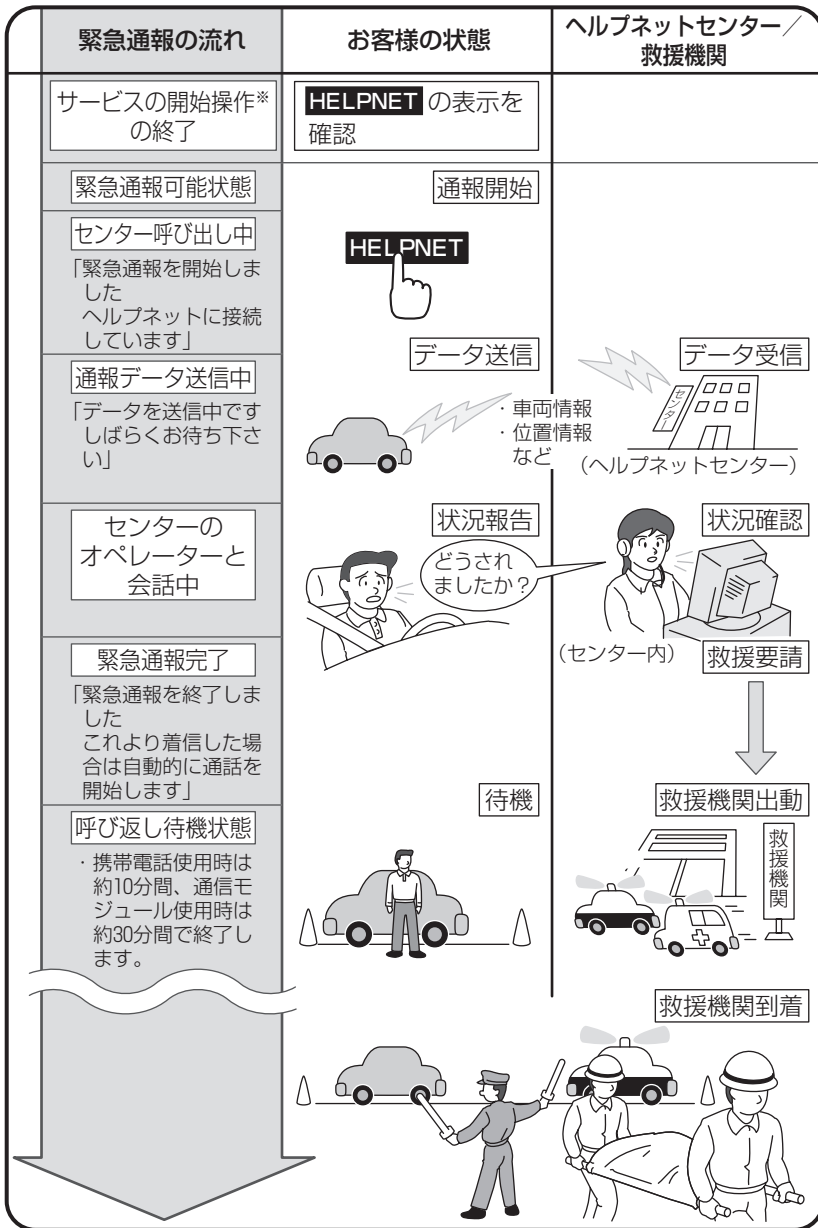 緊急通報の流れ
お客様の状態
ヘルプネットセンター／
救援機関
サービスの開始操作※
の終了
HELPNET の表示を
確認
緊急通報可能状態
通報開始
センター呼び出し中
「緊急通報を開始しま
した
ヘルプネットに接続
しています」
HELPNET
通報データ送信中
「データを送信中です
しばらくお待ち下さ
い」
データ送信
・車両情報
・位置情報
など
データ受信
センター
（ヘルプネットセンター）
センターの
オペレーターと
会話中
状況報告
どうされ
ましたか？
状況確認
（センター内）
救援要請
緊急通報完了
「緊急通報を終了しま
した
これより着信した場
合は自動的に通話を
開始します」
呼び返し待機状態
・携帯電話使用時は
約10分間、通信モ
ジュール使用時は
約30分間で終了し
ます。
待機
救援機関出動
救援機関
救援機関到着